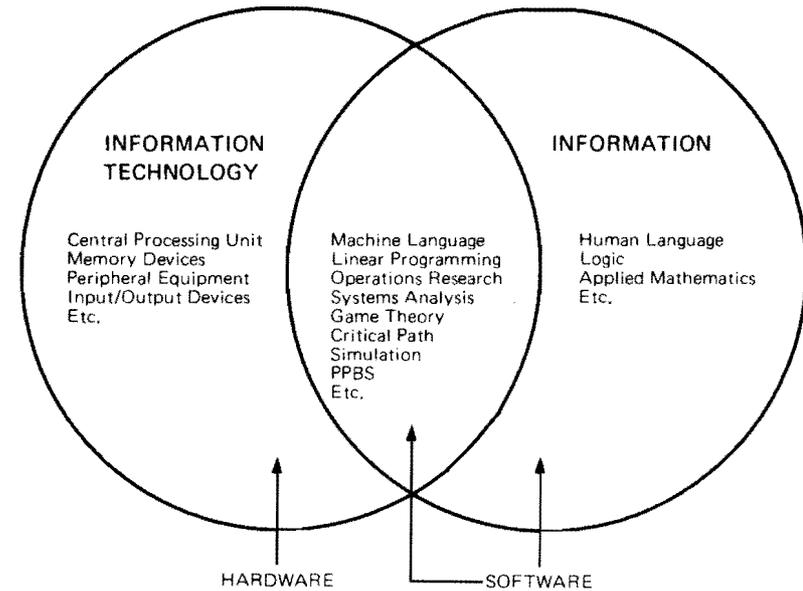 INFORMATION
TECHNOLOGY
Central Processing Unit
Memory Devices
Peripheral Equipment
Input/Output Devices
Etc.
Machine Language
Linear Programming
Operations Research
Systems Analysis
Game Theory
Critical Path
Simulation
PPBS
Etc.
INFORMATION
Human Language
Logic
Applied Mathematics
Etc.
HARDWARE
SOFTWARE